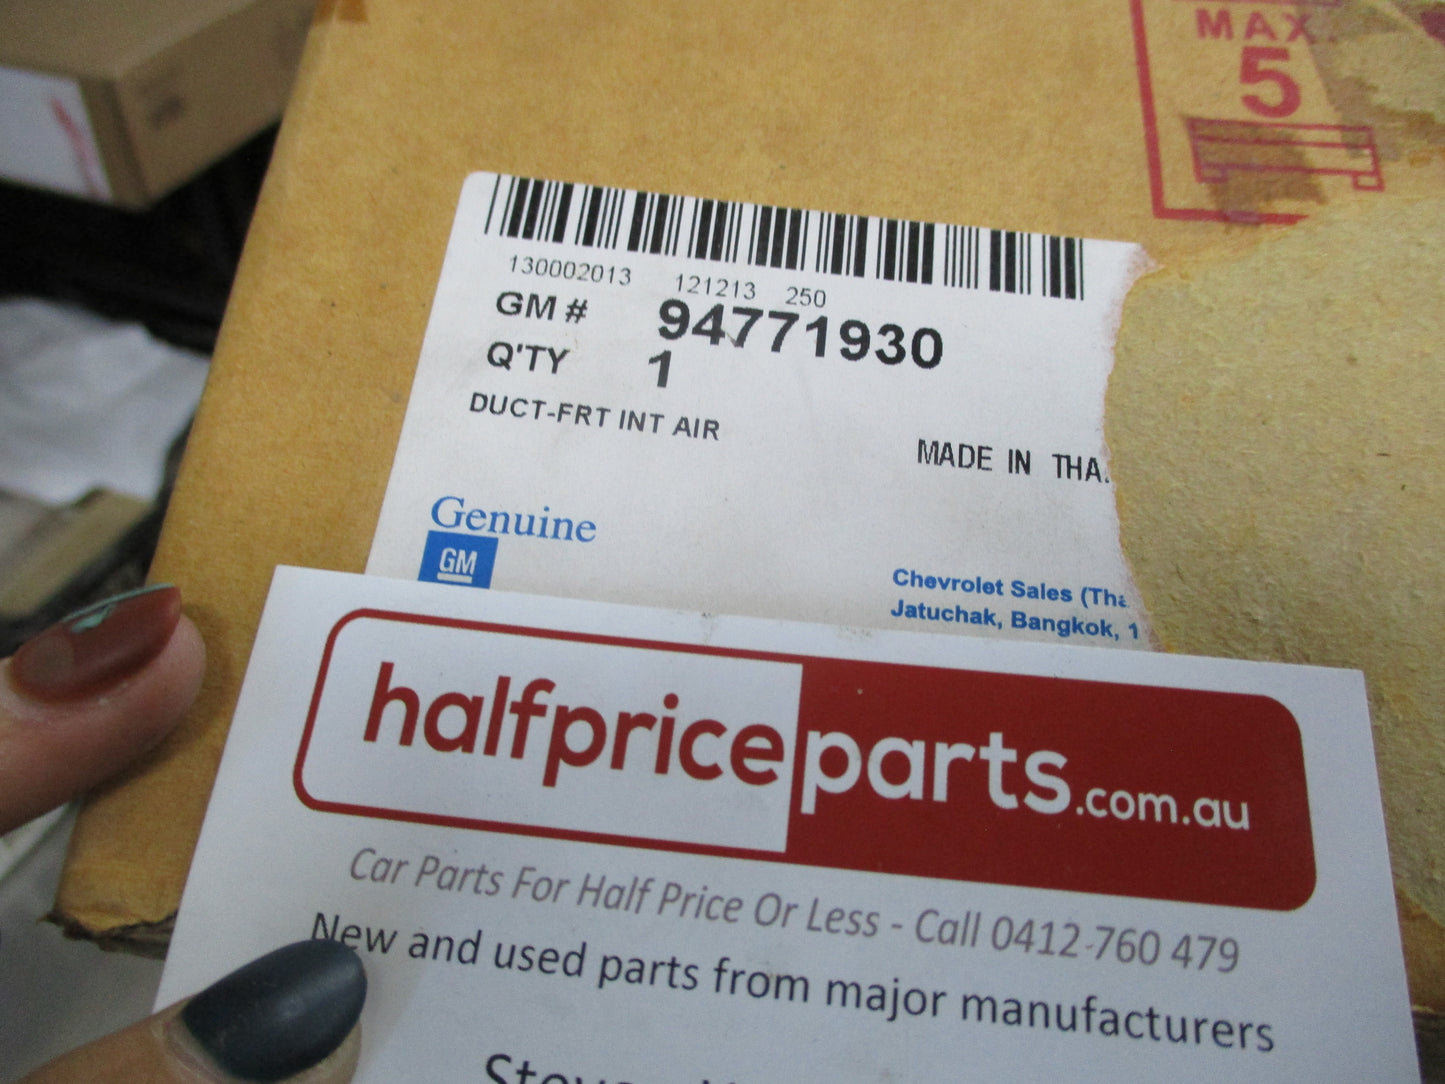 MAX.
5
130002013 121213 250
GM # 94771930
Q'TY 1
DUCT-FRT INT AIR
MADE IN THA
Genuine
GM
Chevrolet Sales (Tha
Jatuchak, Bangkok, 1
halfpriceparts.com.au
Car Parts For Half Price Or Less - Call 0412-760 479
New and used parts from major manufacturers